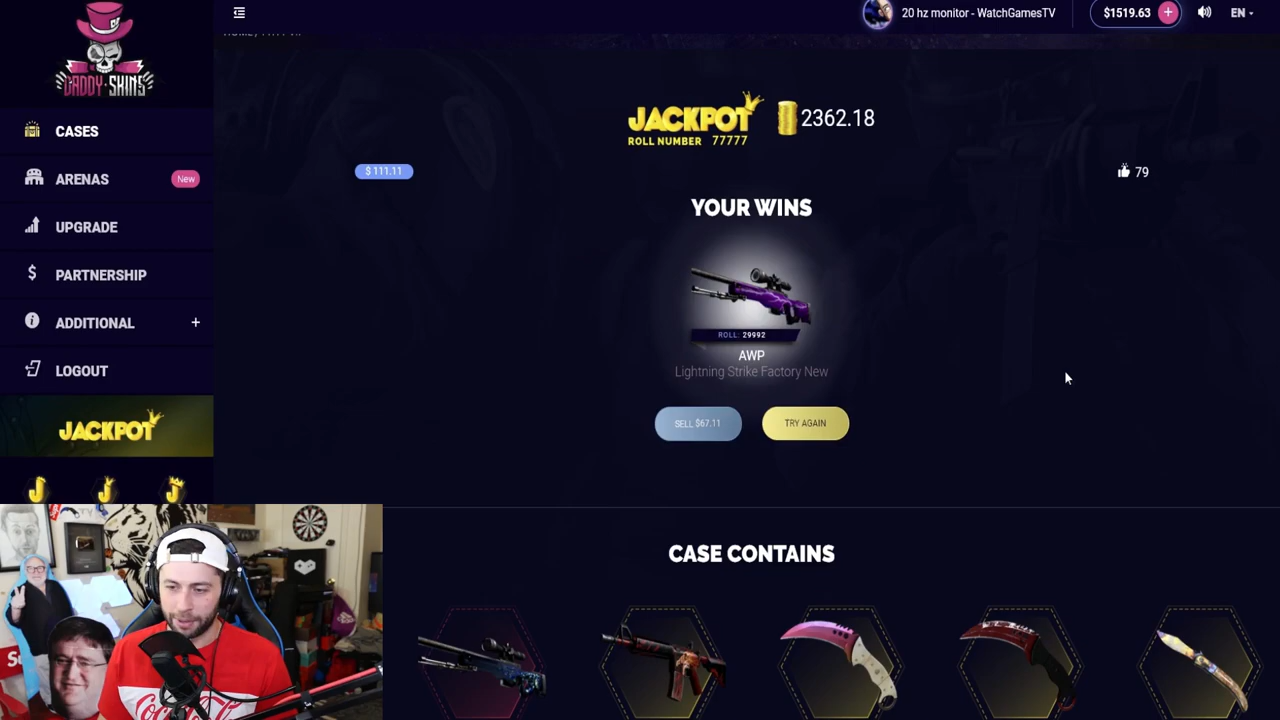 20 hz monitor - WatchGamesTV
$1519.63
EN
DADDY SKINS
CASES
ARENAS
New
UPGRADE
PARTNERSHIP
ADDITIONAL
LOGOUT
JACKPOT
JACKPOT
2362.18
ROLL NUMBER 77777
$ 111.11
79
YOUR WINS
ROLL: 29992
AWP
Lightning Strike Factory New
SELL $67.11
TRY AGAIN
CASE CONTAINS